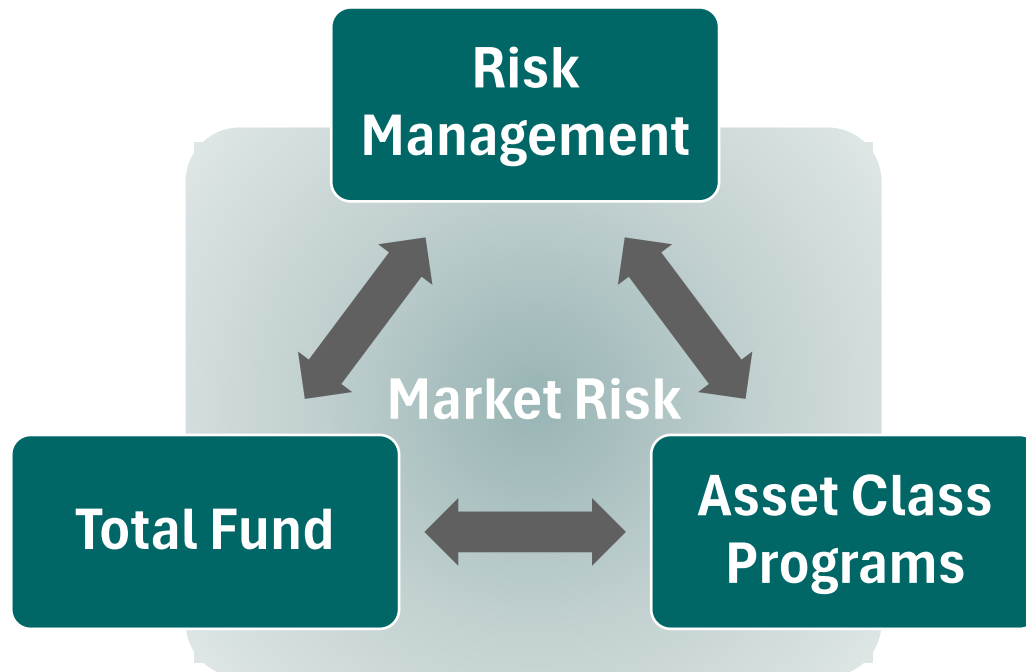 Risk
Management
Market Risk
Total Fund
Asset Class
Programs